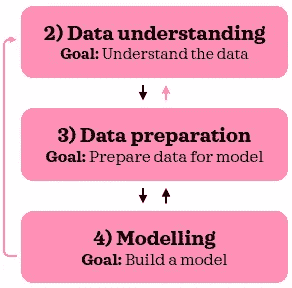 2) Data understanding
Goal: Understand the data
3) Data preparation
Goal: Prepare data for model
4) Modelling
Goal: Build a model